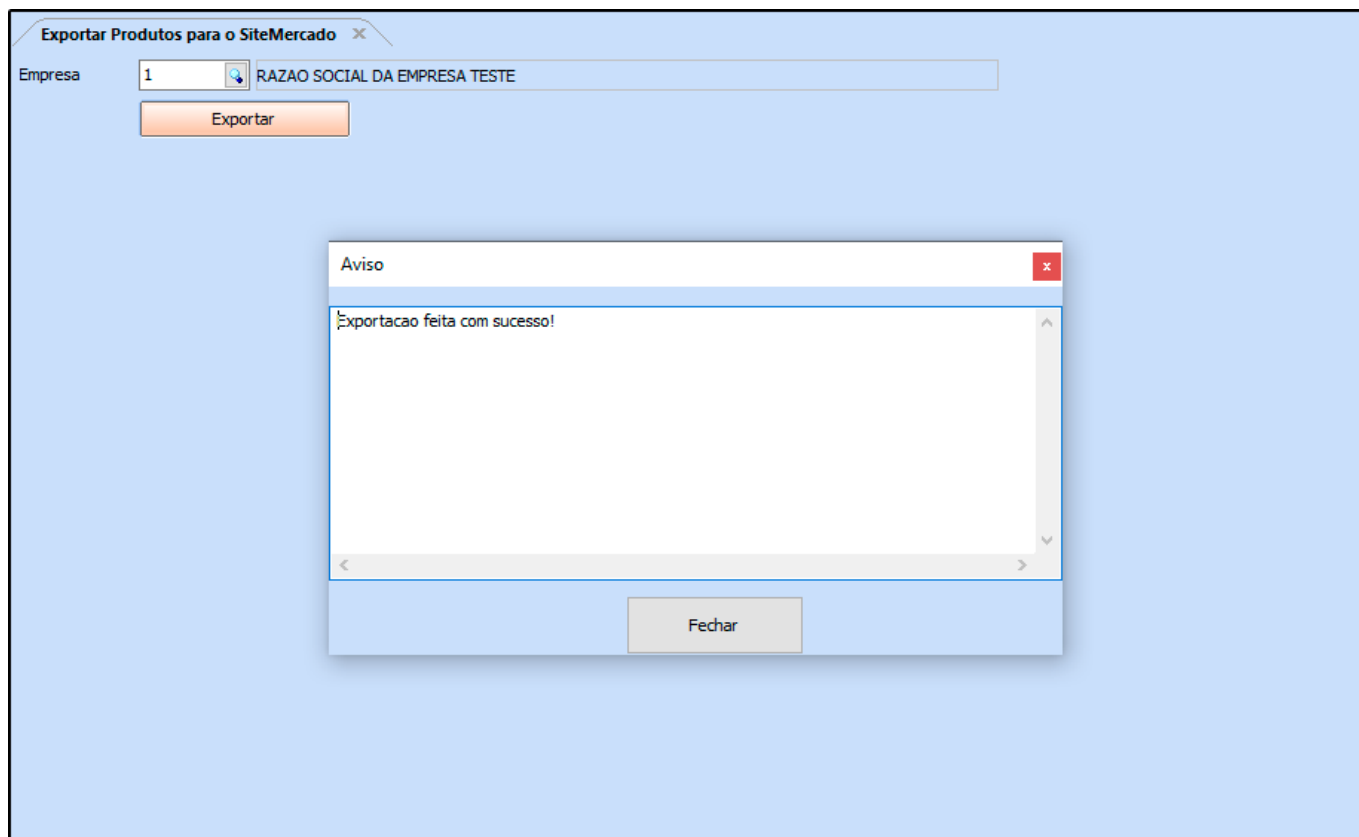 Exportar Produtos para o SiteMercado
Empresa 1 RAZAO SOCIAL DA EMPRESA TESTE
Exportar
Aviso
Exportacao feita com sucesso!
Fechar